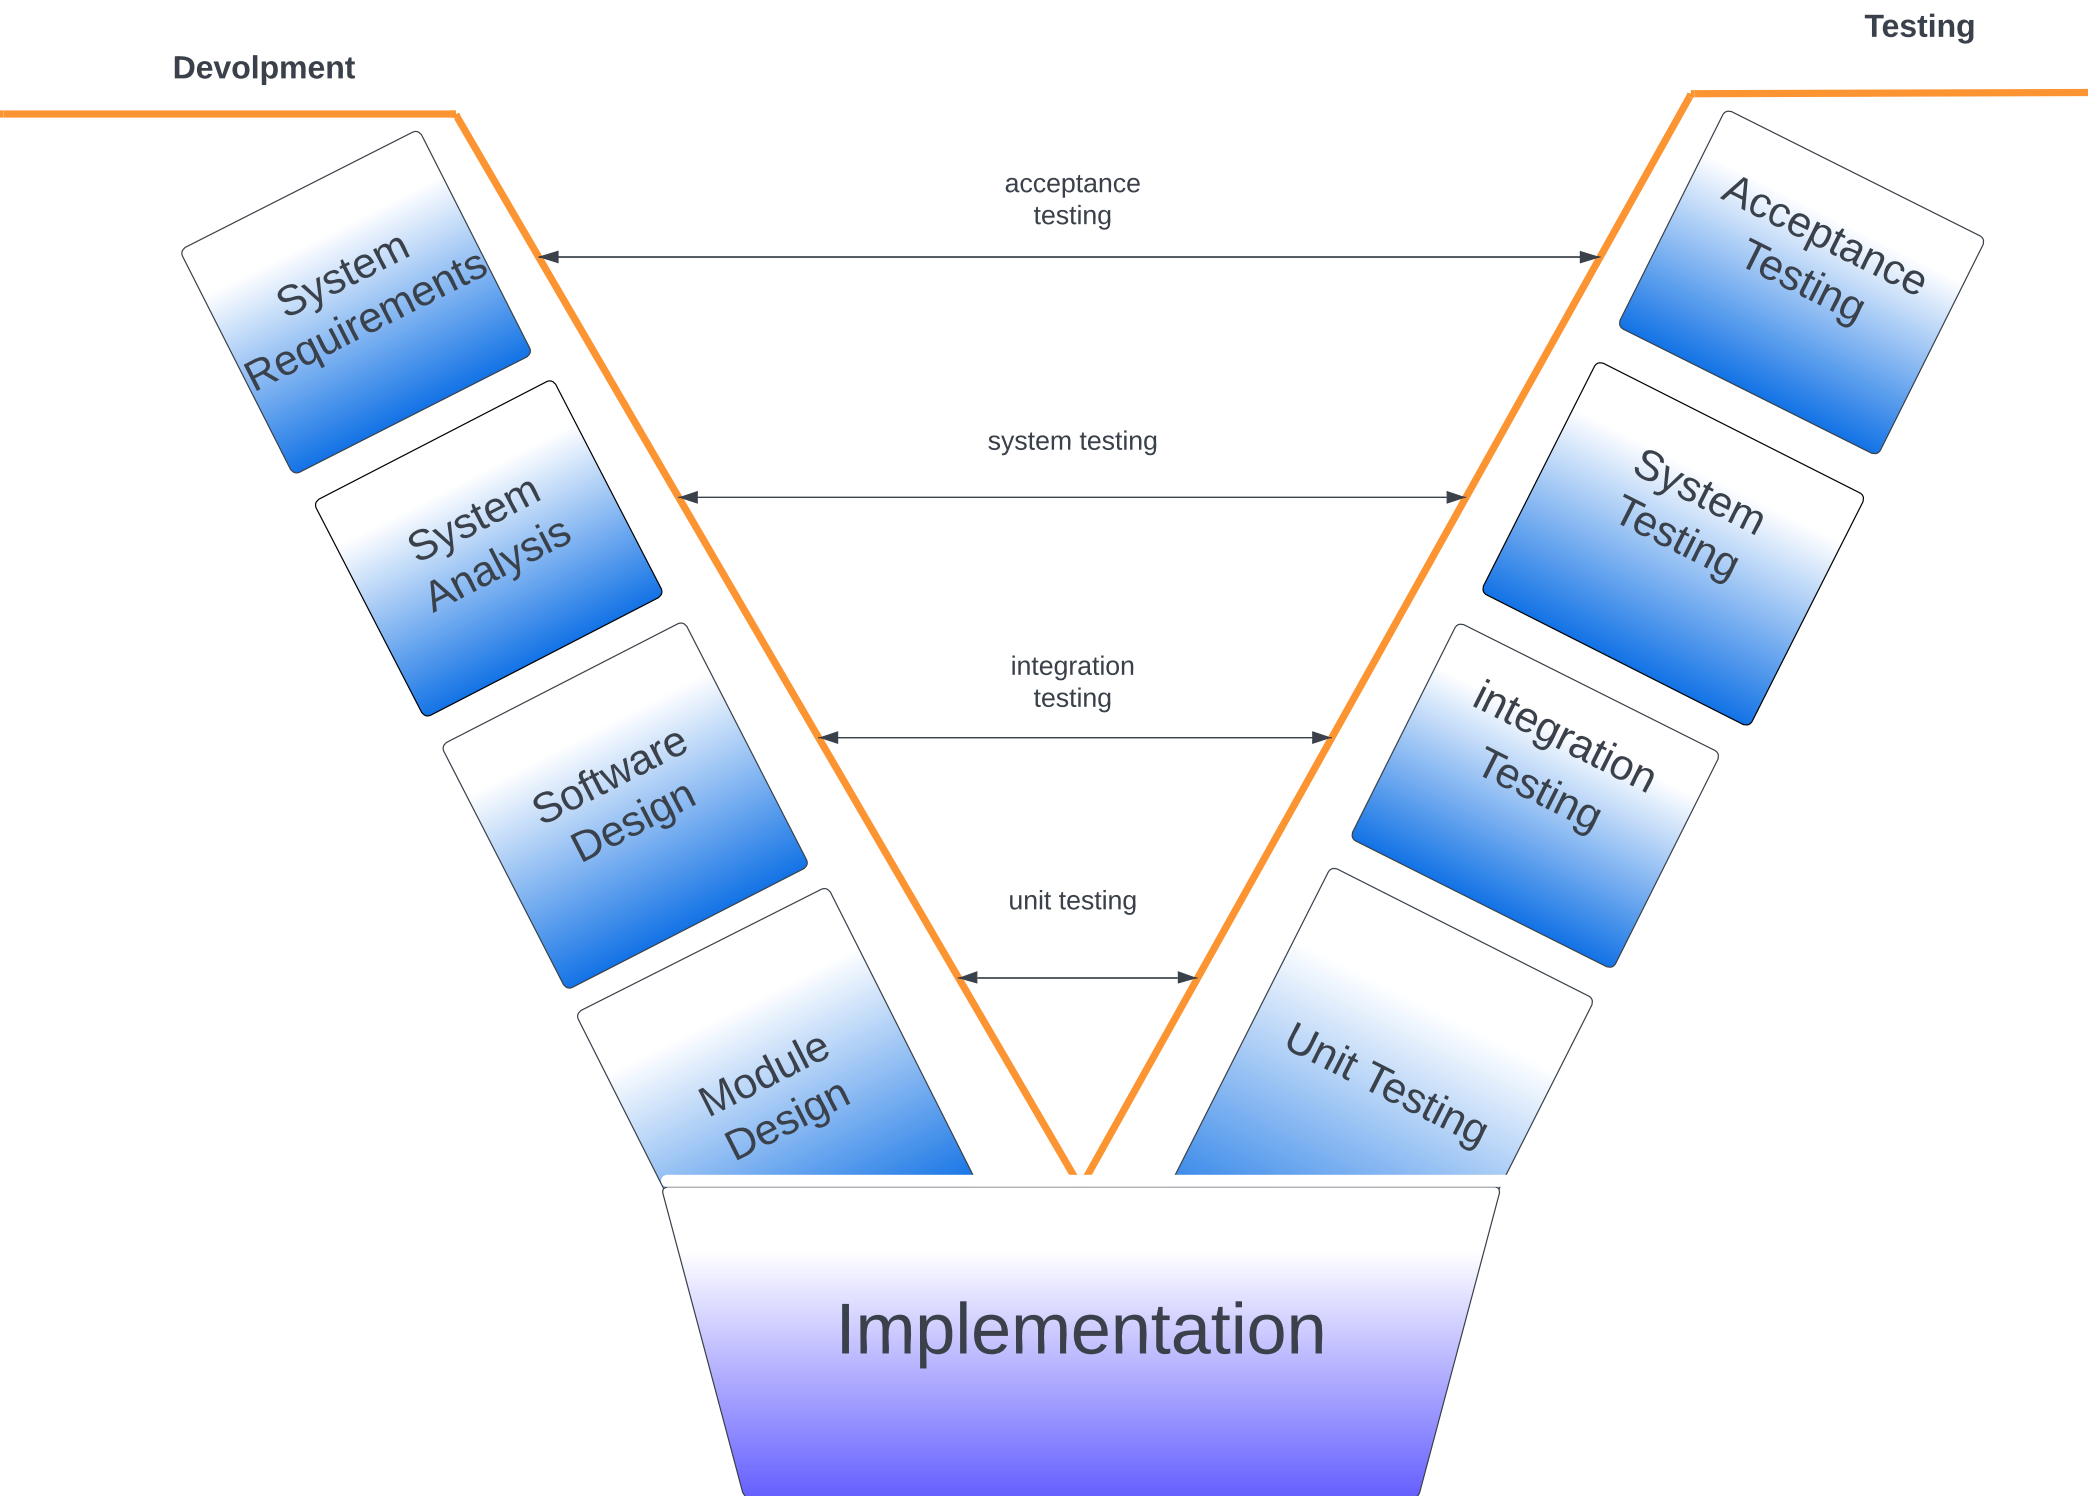 Devolpment
Testing
System
Requirements
acceptance
testing
Acceptance
Testing
System
Analysis
system testing
System
Testing
Software
Design
integration
testing
integration
Testing
Module
Design
unit testing
Unit Testing
Implementation